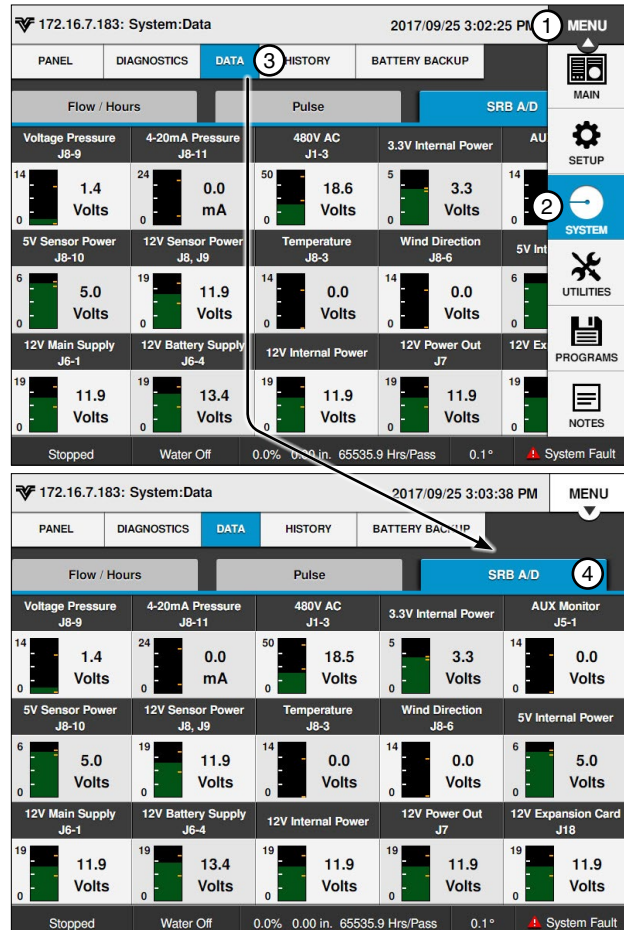 172.16.7.183: System:Data 2017/09/25 3:02:25 PM 1 MENU
PANEL DIAGNOSTICS DATA 3 HISTORY BATTERY BACKUP
MAIN
Flow / Hours Pulse SRB A/D
Voltage Pressure J8-9
4-20mA Pressure J8-11
480V AC J1-3
3.3V Internal Power
AU
14 0 1.4 Volts
24 0 0.0 mA
50 0 18.6 Volts
5 0 3.3 Volts
14 0
SETUP
2 SYSTEM
5V Sensor Power J8-10
12V Sensor Power J8, J9
Temperature J8-3
Wind Direction J8-6
5V Int
6 0 5.0 Volts
19 0 11.9 Volts
14 0 0.0 Volts
14 0 0.0 Volts
6 0
UTILITIES
12V Main Supply J6-1
12V Battery Supply J6-4
12V Internal Power
12V Power Out J7
12V Ex
PROGRAMS
19 0 11.9 Volts
19 0 13.4 Volts
19 0 11.9 Volts
19 0 11.9 Volts
19 0
NOTES
Stopped Water Off 0.0% 0.00 in. 65535.9 Hrs/Pass 0.1° System Fault
172.16.7.183: System:Data 2017/09/25 3:03:38 PM MENU
PANEL DIAGNOSTICS DATA HISTORY BATTERY BACKUP
Flow / Hours Pulse SRB A/D 4
Voltage Pressure J8-9
4-20mA Pressure J8-11
480V AC J1-3
3.3V Internal Power
AUX Monitor J5-1
14 0 1.4 Volts
24 0 0.0 mA
50 0 18.5 Volts
5 0 3.3 Volts
14 0 0.0 Volts
5V Sensor Power J8-10
12V Sensor Power J8, J9
Temperature J8-3
Wind Direction J8-6
5V Internal Power
6 0 5.0 Volts
19 0 11.9 Volts
14 0 0.0 Volts
14 0 0.0 Volts
6 0 5.0 Volts
12V Main Supply J6-1
12V Battery Supply J6-4
12V Internal Power
12V Power Out J7
12V Expansion Card J18
19 0 11.9 Volts
19 0 13.4 Volts
19 0 11.9 Volts
19 0 11.9 Volts
19 0 11.9 Volts
Stopped Water Off 0.0% 0.00 in. 65535.9 Hrs/Pass 0.1° System Fault